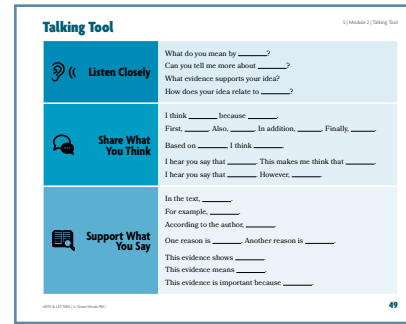 Talking Tool
5 | Module 2 | Talking Tool
Listen Closely
What do you mean by ______?
Can you tell me more about ______?
What evidence supports your idea?
How does your idea relate to ______?
Share What
You Think
I think ______ because ______.
First, ______. Also, ______. In addition, ______. Finally, ______.
Based on ______, I think ______.
I hear you say that ______. This makes me think that ______.
I hear you say that ______. However, ______.
Support What
You Say
In the text, ______.
For example, ______.
According to the author, ______.
One reason is ______. Another reason is ______.
This evidence shows ______.
This evidence means ______.
This evidence is important because ______.
ARTS & LETTERS | © Great Minds PBC
49